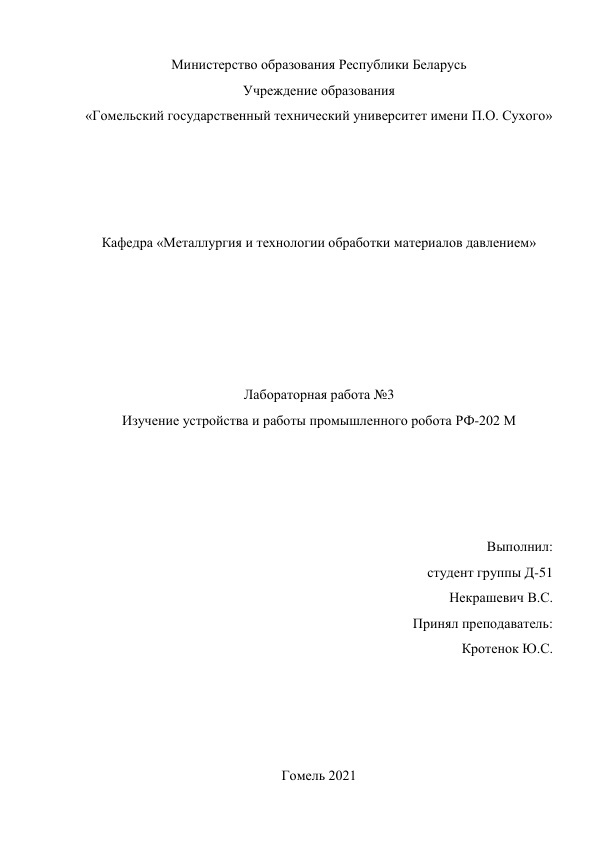 Министерство образования Республики Беларусь
Учреждение образования
«Гомельский государственный технический университет имени П.О. Сухого»
Кафедра «Металлургия и технологии обработки материалов давлением»
Лабораторная работа №3
Изучение устройства и работы промышленного робота РФ-202 М
Выполнил:
студент группы Д-51
Некрашевич В.С.
Принял преподаватель:
Кротенок Ю.С.
Гомель 2021